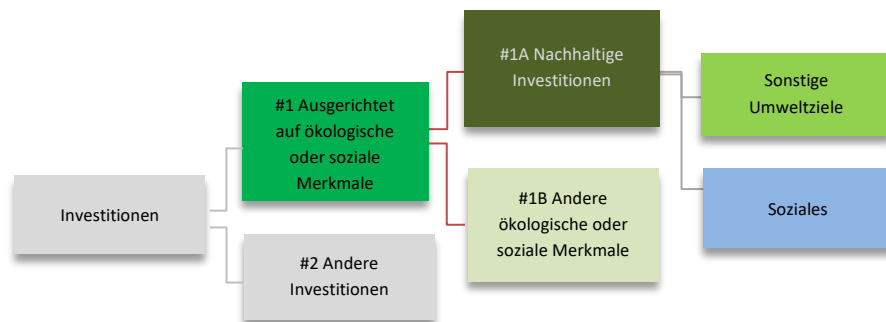 Investitionen
#1 Ausgerichtet
auf ökologische
oder soziale
Merkmale
#2 Andere
Investitionen
#1A Nachhaltige
Investitionen
#1B Andere
ökologische oder
soziale Merkmale
Sonstige
Umweltziele
Soziales